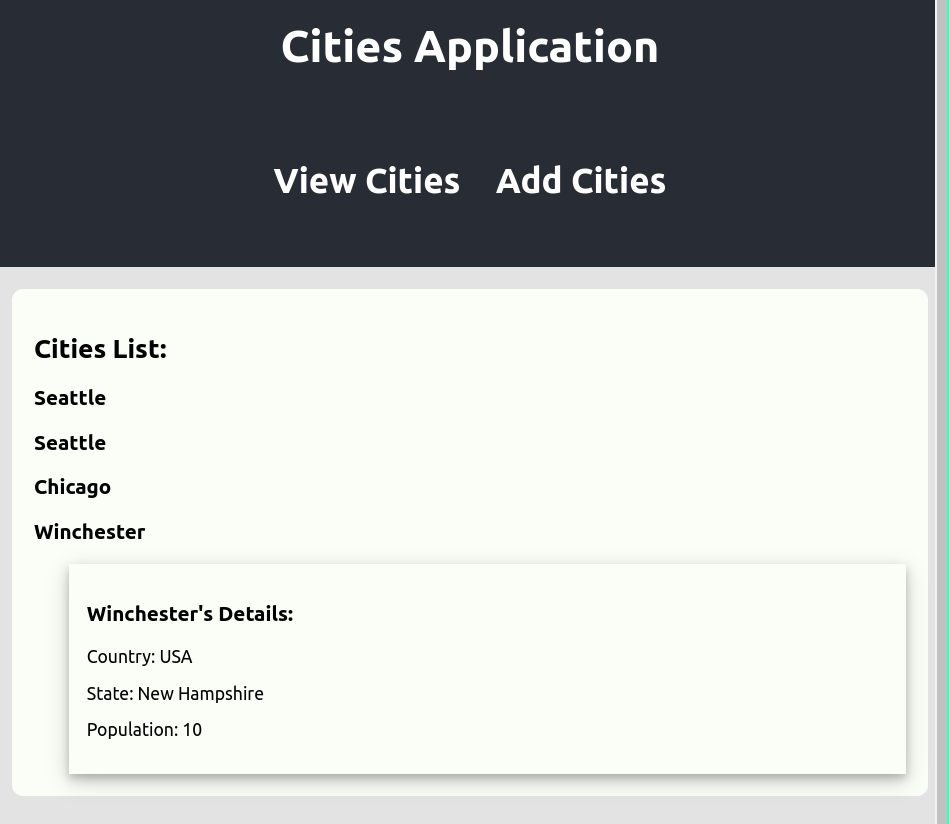 Cities Application
View Cities Add Cities
Cities List:
Seattle
Seattle
Chicago
Winchester
Winchester's Details:
Country: USA
State: New Hampshire
Population: 10